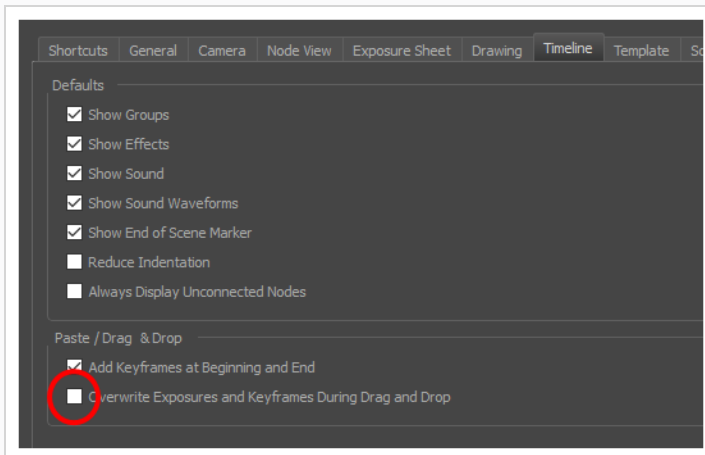 Shortcuts General Camera Node View Exposure Sheet Drawing Timeline Template Sc
Defaults
Show Groups
Show Effects
Show Sound
Show Sound Waveforms
Show End of Scene Marker
Reduce Indentation
Always Display Unconnected Nodes
Paste / Drag & Drop
Add Keyframes at Beginning and End
Overwrite Exposures and Keyframes During Drag and Drop